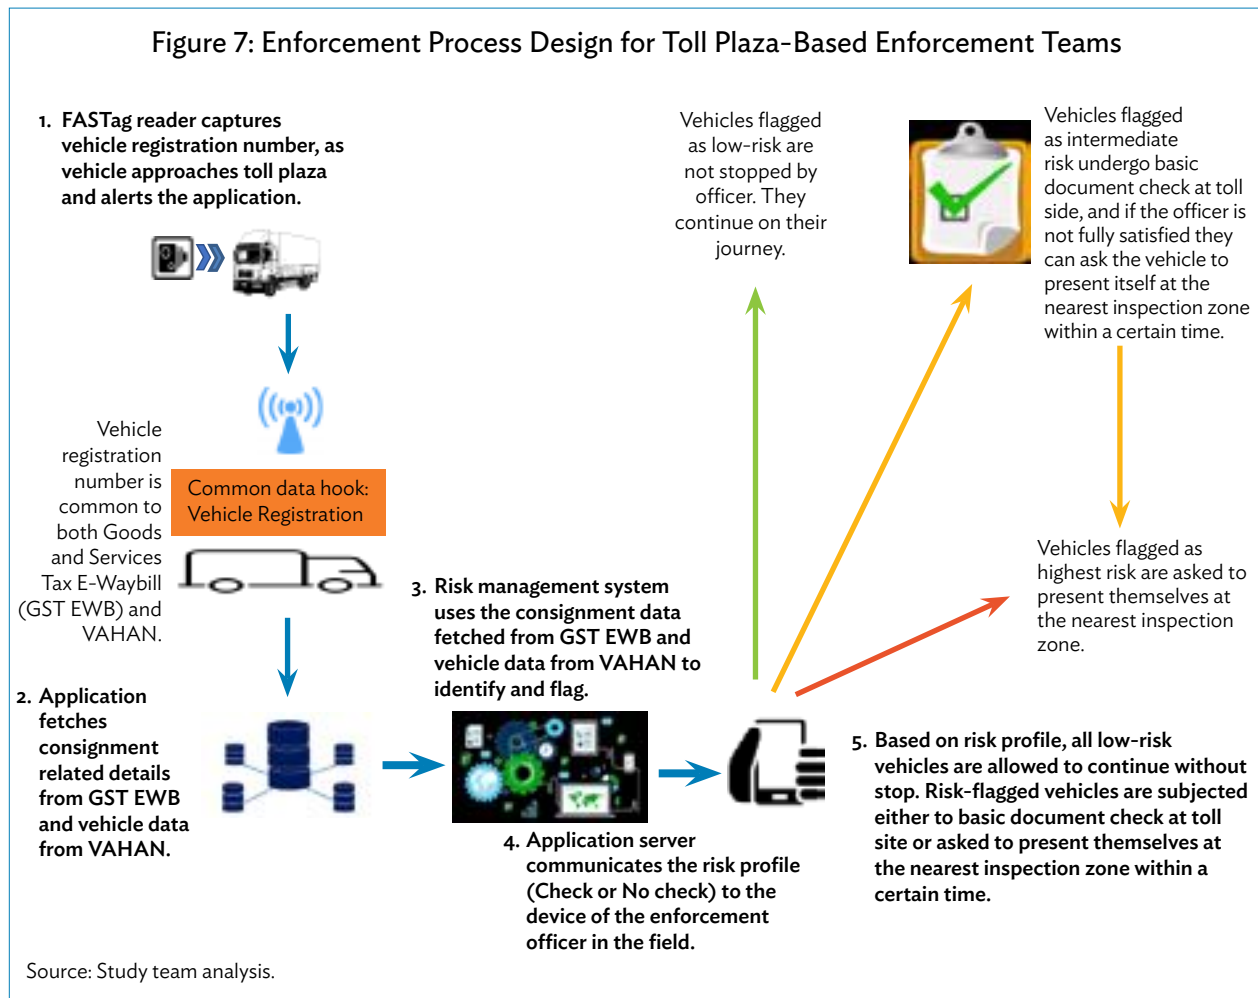 Figure 7: Enforcement Process Design for Toll Plaza-Based Enforcement Teams
1. FASTag reader captures
vehicle registration number, as
vehicle approaches toll plaza
and alerts the application.
Vehicle
registration
number is
common to
both Goods
and Services
Tax E-Waybill
(GST EWB) and
VAHAN.
Common data hook:
Vehicle Registration
2. Application
fetches
consignment
related details
from GST EWB
and vehicle data
from VAHAN.
3. Risk management system
uses the consignment data
fetched from GST EWB and
vehicle data from VAHAN to
identify and flag.
4. Application server
communicates the risk profile
(Check or No check) to the
device of the enforcement
officer in the field.
Vehicles flagged
as low-risk are
not stopped by
officer. They
continue on their
journey.
Vehicles flagged
as intermediate
risk undergo basic
document check at toll
side, and if the officer is
not fully satisfied they
can ask the vehicle to
present itself at the
nearest inspection zone
within a certain time.
Vehicles flagged as
highest risk are asked to
present themselves at
the nearest inspection
zone.
5. Based on risk profile, all low-risk
vehicles are allowed to continue without
stop. Risk-flagged vehicles are subjected
either to basic document check at toll
site or asked to present themselves at
the nearest inspection zone within a
certain time.
Source: Study team analysis.